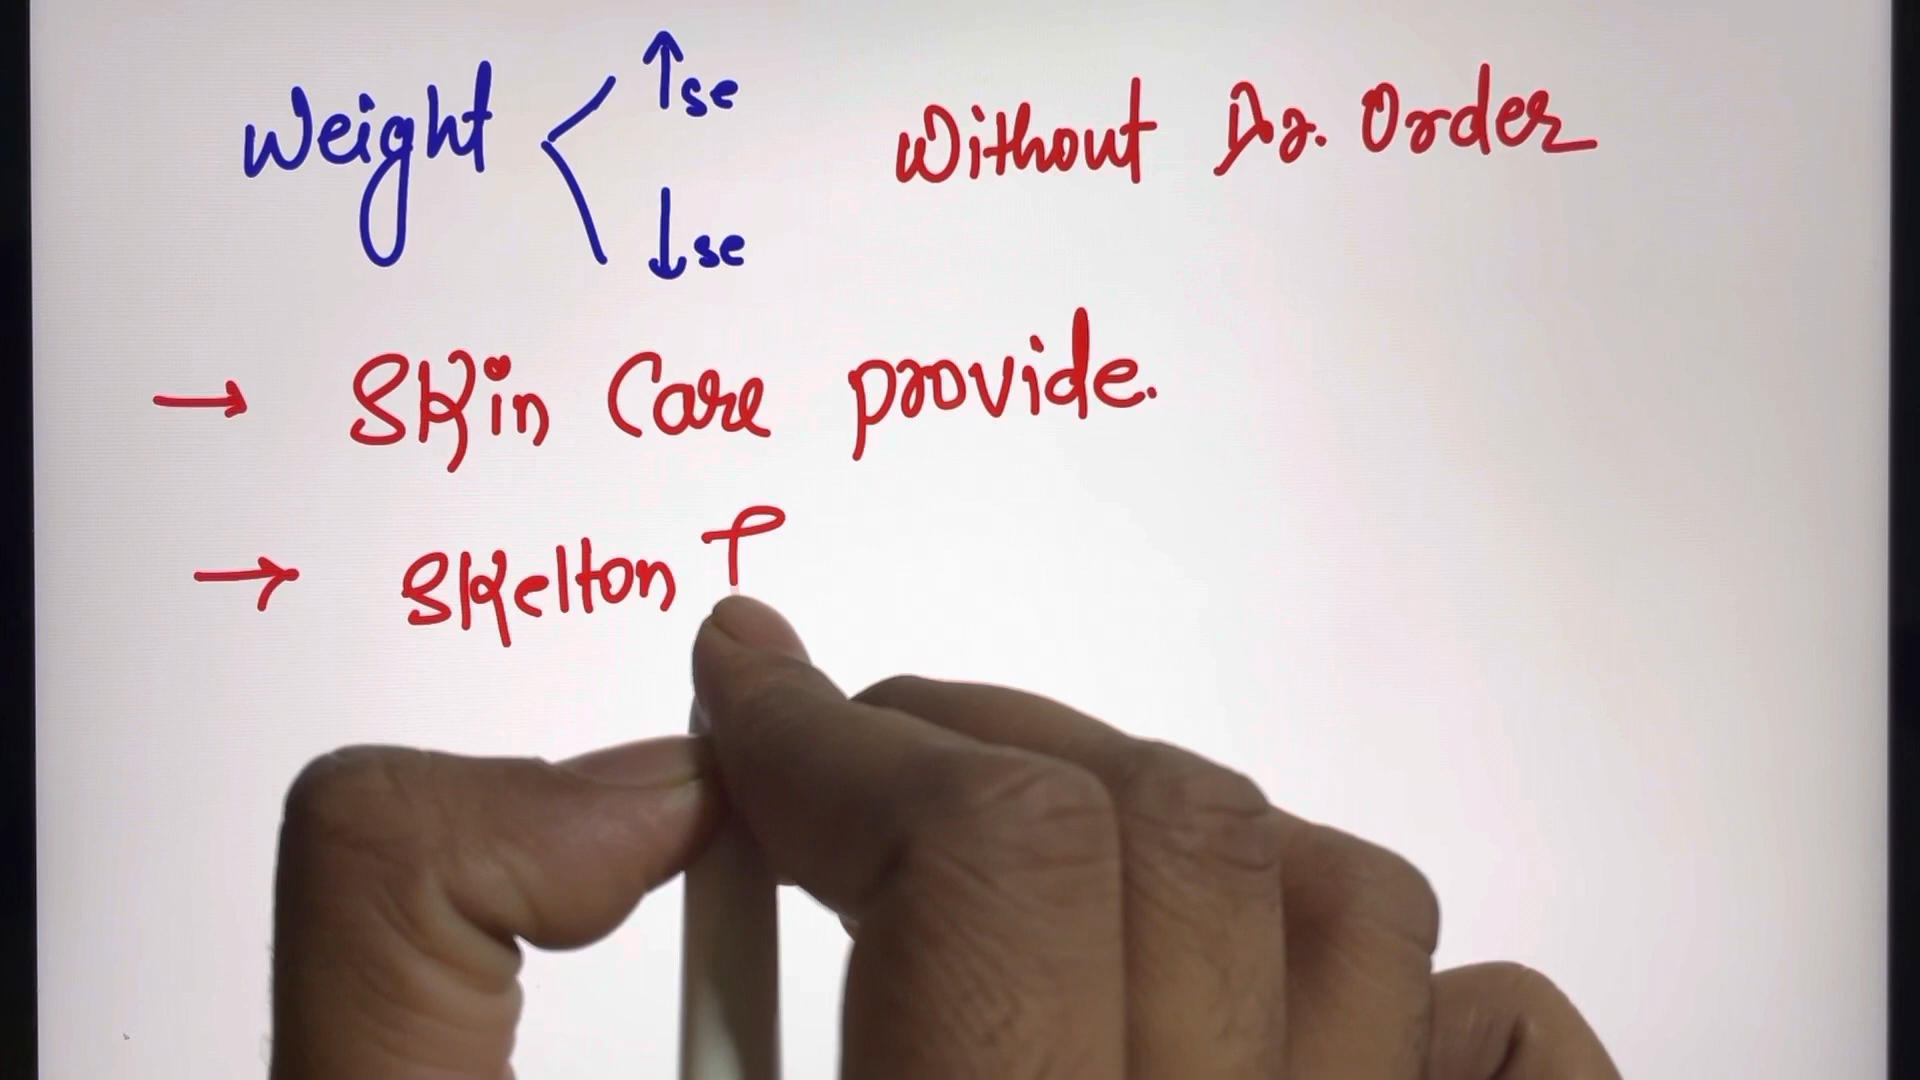 Weight < ↑se Without Dr. Order
↓se
→ Skin Care provide.
→ Skelton T